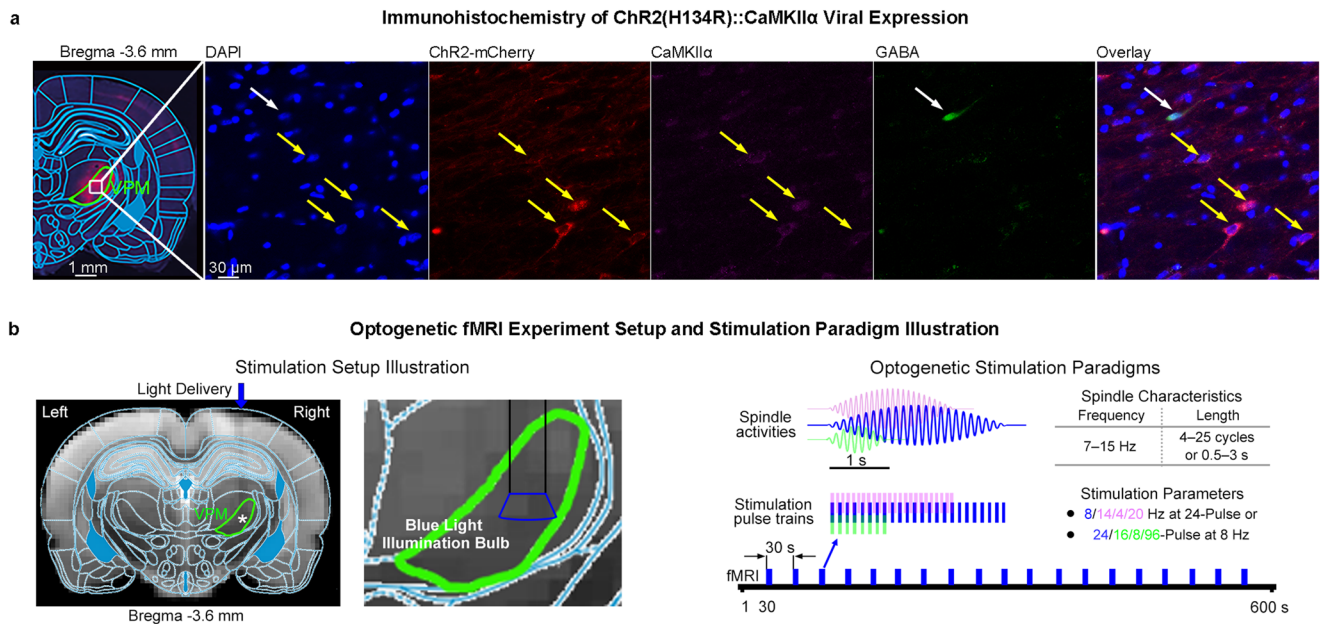 a
Immunohistochemistry of ChR2(H134R)::CaMKIIα Viral Expression
Bregma -3.6 mm
DAPI
ChR2-mCherry
CaMKIIα
GABA
Overlay
VPM
1 mm
30 µm
b
Optogenetic fMRI Experiment Setup and Stimulation Paradigm Illustration
Stimulation Setup Illustration
Light Delivery
Left
Right
VPM
*
Bregma -3.6 mm
Blue Light
Illumination Bulb
Optogenetic Stimulation Paradigms
Spindle
activities
1 s
Spindle Characteristics
Frequency Length
7–15 Hz
4–25 cycles
or 0.5–3 s
Stimulation
pulse trains
Stimulation Parameters
● 8/14/4/20 Hz at 24-Pulse or
● 24/16/8/96-Pulse at 8 Hz
30 s
fMRI
1 30 600 s